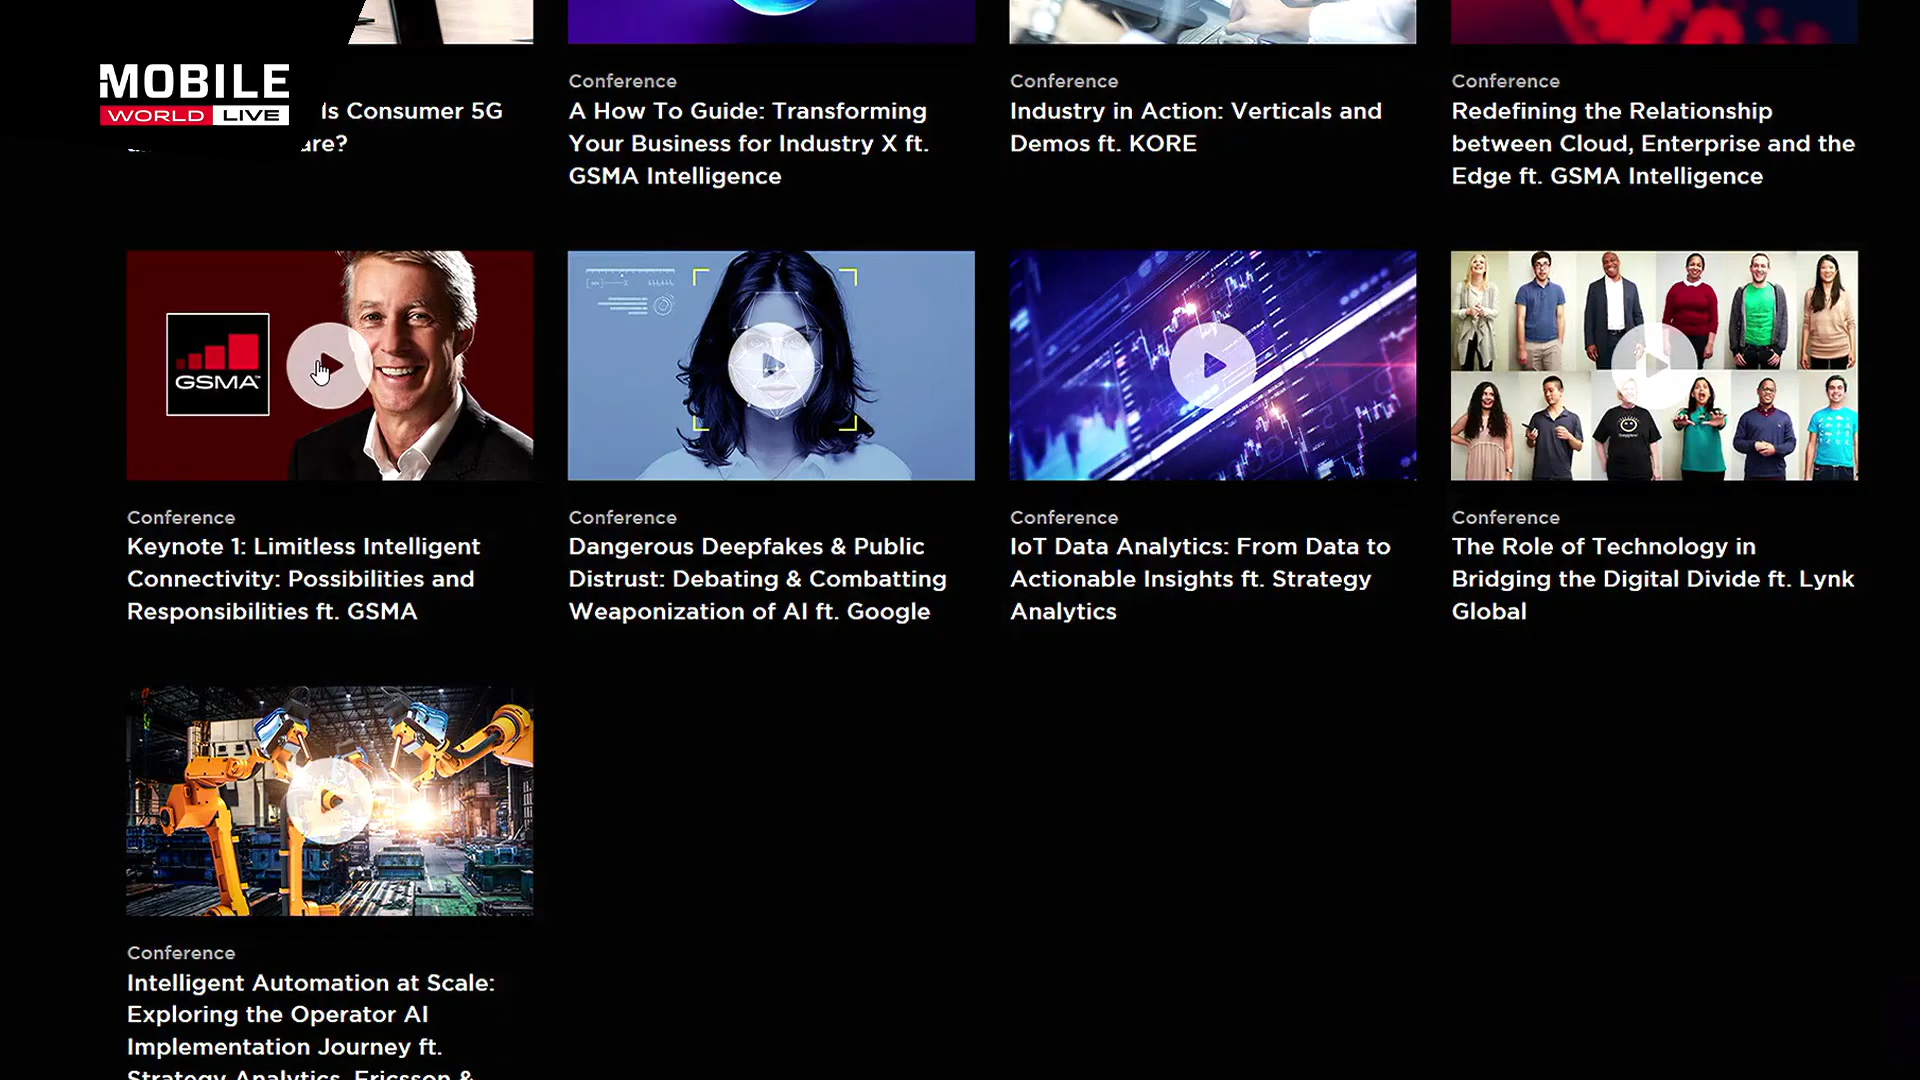 MOBILE
WORLD LIVE
Is Consumer 5G
are?
Conference
A How To Guide: Transforming
Your Business for Industry X ft.
GSMA Intelligence
Conference
Industry in Action: Verticals and
Demos ft. KORE
Conference
Redefining the Relationship
between Cloud, Enterprise and the
Edge ft. GSMA Intelligence
GSMA
Conference
Keynote 1: Limitless Intelligent
Connectivity: Possibilities and
Responsibilities ft. GSMA
Conference
Dangerous Deepfakes & Public
Distrust: Debating & Combatting
Weaponization of AI ft. Google
Conference
IoT Data Analytics: From Data to
Actionable Insights ft. Strategy
Analytics
Conference
The Role of Technology in
Bridging the Digital Divide ft. Lynk
Global
Conference
Intelligent Automation at Scale:
Exploring the Operator AI
Implementation Journey ft.
Strategy Analytics, Ericsson &